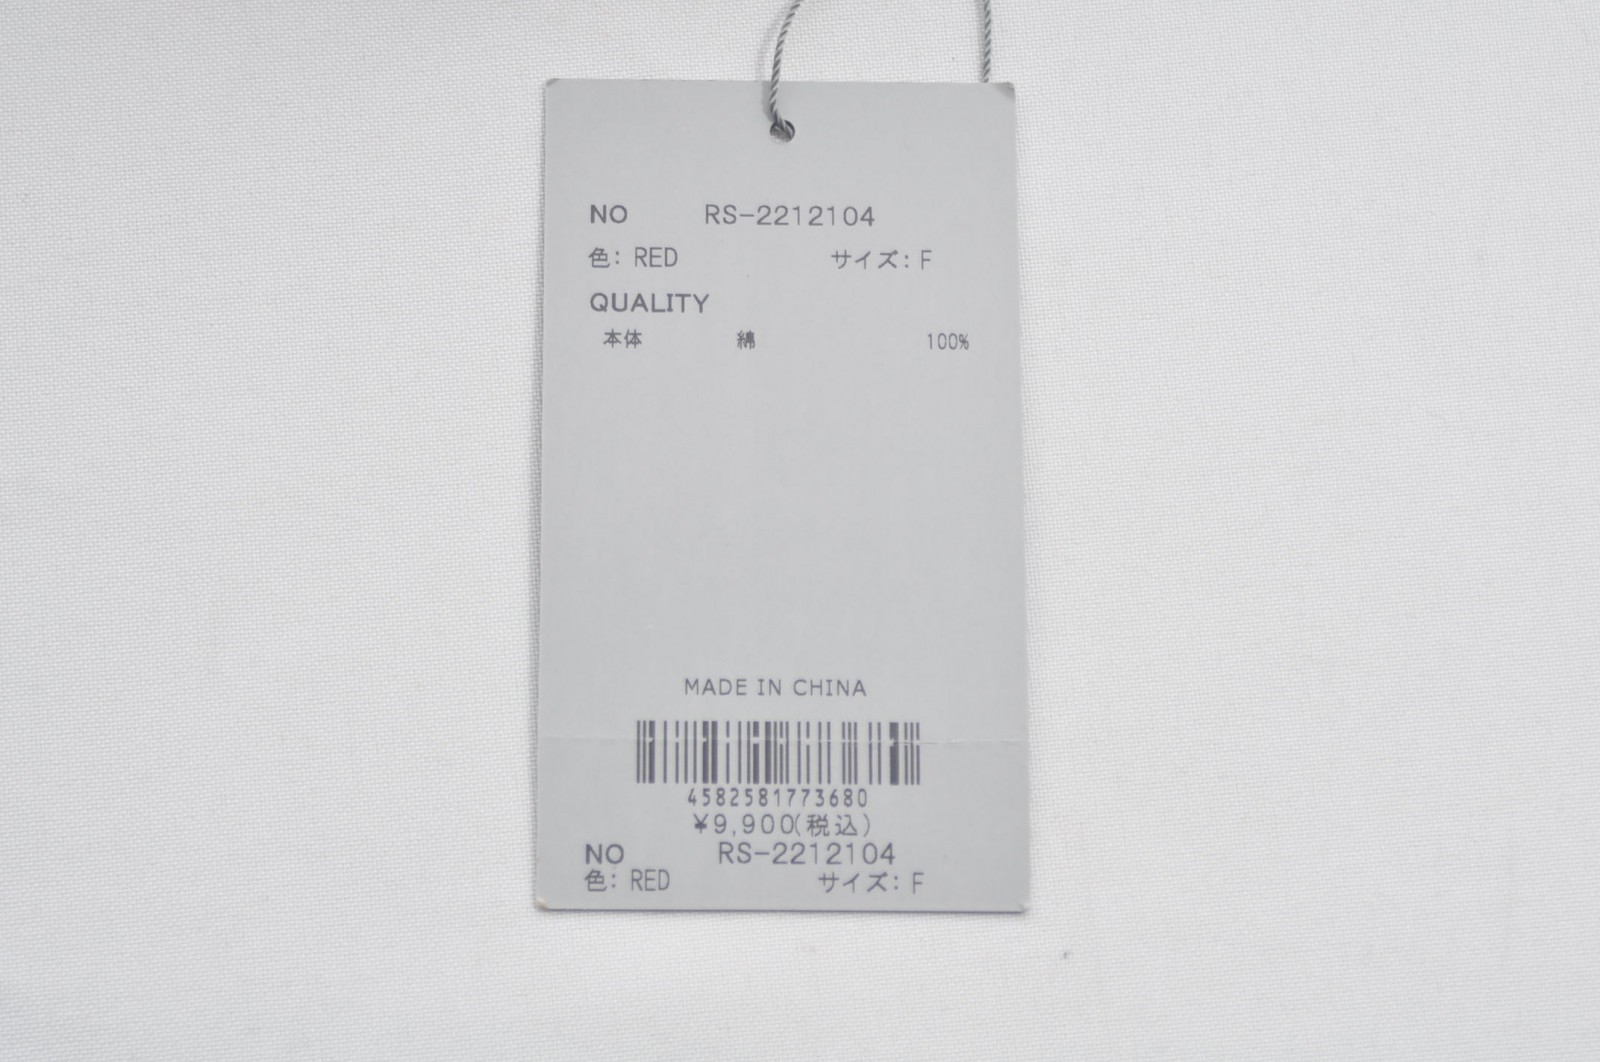 NO RS-2212104
色: RED サイズ: F
QUALITY
本体 綿 100%
MADE IN CHINA
4582581773680
¥9,900(税込)
NO RS-2212104
色: RED サイズ: F